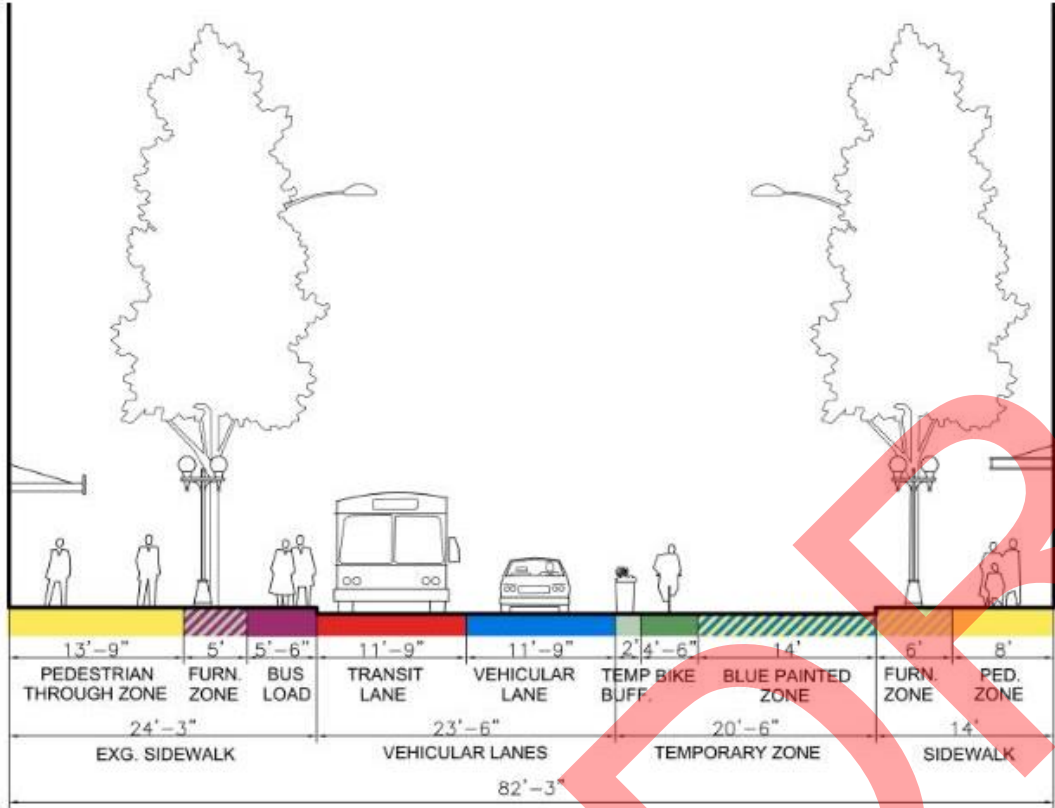 13'-9" 5' 5'-6" 11'-9" 11'-9" 2' 4'-6" 14' 6' 8'
PEDESTRIAN FURN. BUS TRANSIT VEHICULAR TEMP BIKE BLUE PAINTED FURN. PED.
THROUGH ZONE ZONE LOAD LANE LANE BUFF. ZONE ZONE ZONE
24'-3" 23'-6" 20'-6" 14'
EXG. SIDEWALK VEHICULAR LANES TEMPORARY ZONE SIDEWALK
82'-3"
DR